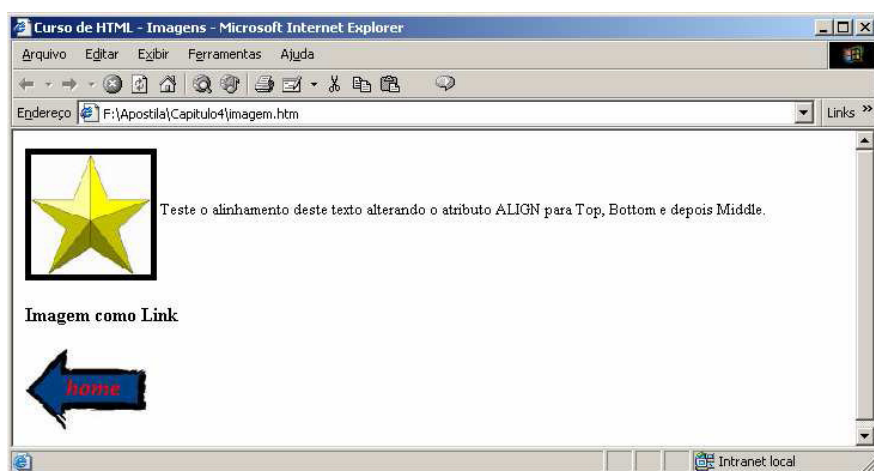 Curso de HTML - Imagens - Microsoft Internet Explorer
Arquivo Editar Exibir Ferramentas Ajuda
Endereço F:\Apostila\Capitulo4\imagem.htm Links »
Teste o alinhamento deste texto alterando o atributo ALIGN para Top, Bottom e depois Middle.
Imagem como Link
home
Intranet local